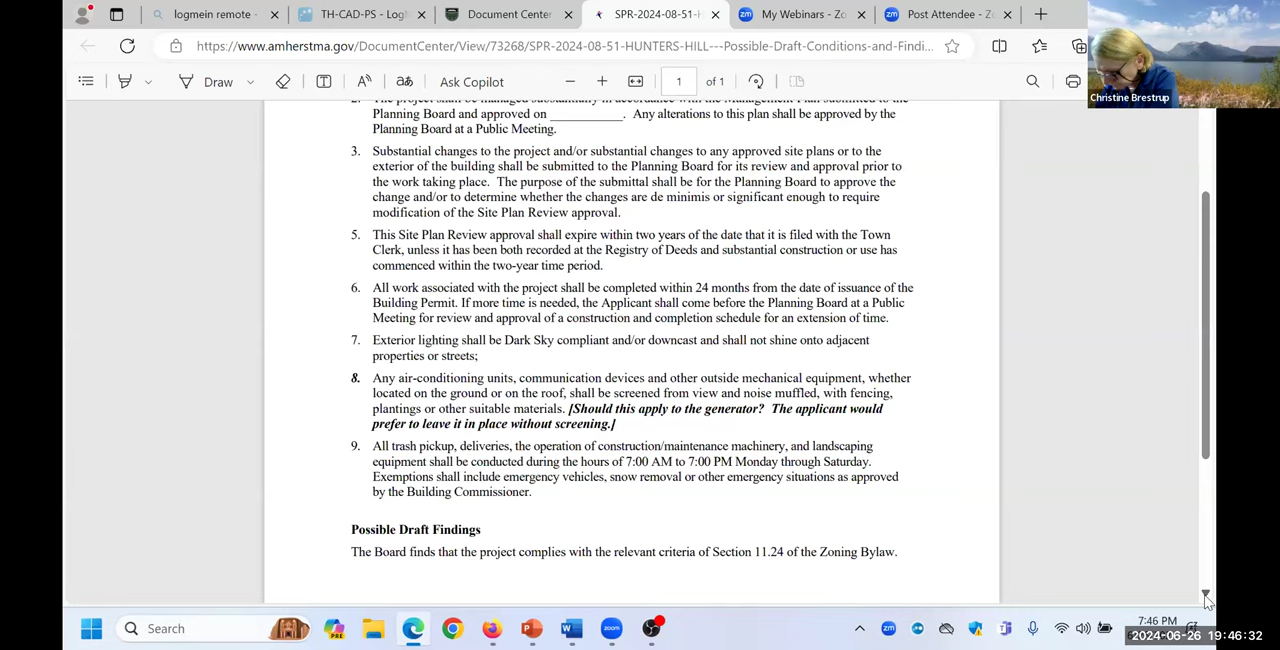 logmein remote -
TH-CAD-PS - LogM
Document Center
SPR-2024-08-51-H
My Webinars - Zo
Post Attendee - Z
https://www.amherstma.gov/DocumentCenter/View/73268/SPR-2024-08-51-HUNTERS-HILL---Possible-Draft-Conditions-and-Findi...
Draw
Ask Copilot
1
of 1
Christine Brestrup
2. The project shall be managed substantially in accordance with the Management Plan submitted to the
Planning Board and approved on ___________. Any alterations to this plan shall be approved by the
Planning Board at a Public Meeting.
3. Substantial changes to the project and/or substantial changes to any approved site plans or to the
exterior of the building shall be submitted to the Planning Board for its review and approval prior to
the work taking place. The purpose of the submittal shall be for the Planning Board to approve the
change and/or to determine whether the changes are de minimis or significant enough to require
modification of the Site Plan Review approval.
5. This Site Plan Review approval shall expire within two years of the date that it is filed with the Town
Clerk, unless it has been both recorded at the Registry of Deeds and substantial construction or use has
commenced within the two-year time period.
6. All work associated with the project shall be completed within 24 months from the date of issuance of the
Building Permit. If more time is needed, the Applicant shall come before the Planning Board at a Public
Meeting for review and approval of a construction and completion schedule for an extension of time.
7. Exterior lighting shall be Dark Sky compliant and/or downcast and shall not shine onto adjacent
properties or streets;
8. Any air-conditioning units, communication devices and other outside mechanical equipment, whether
located on the ground or on the roof, shall be screened from view and noise muffled, with fencing,
plantings or other suitable materials. [Should this apply to the generator? The applicant would
prefer to leave it in place without screening.]
9. All trash pickup, deliveries, the operation of construction/maintenance machinery, and landscaping
equipment shall be conducted during the hours of 7:00 AM to 7:00 PM Monday through Saturday.
Exemptions shall include emergency vehicles, snow removal or other emergency situations as approved
by the Building Commissioner.
Possible Draft Findings
The Board finds that the project complies with the relevant criteria of Section 11.24 of the Zoning Bylaw.
Search
7:46 PM
2024-06-26 19:46:32